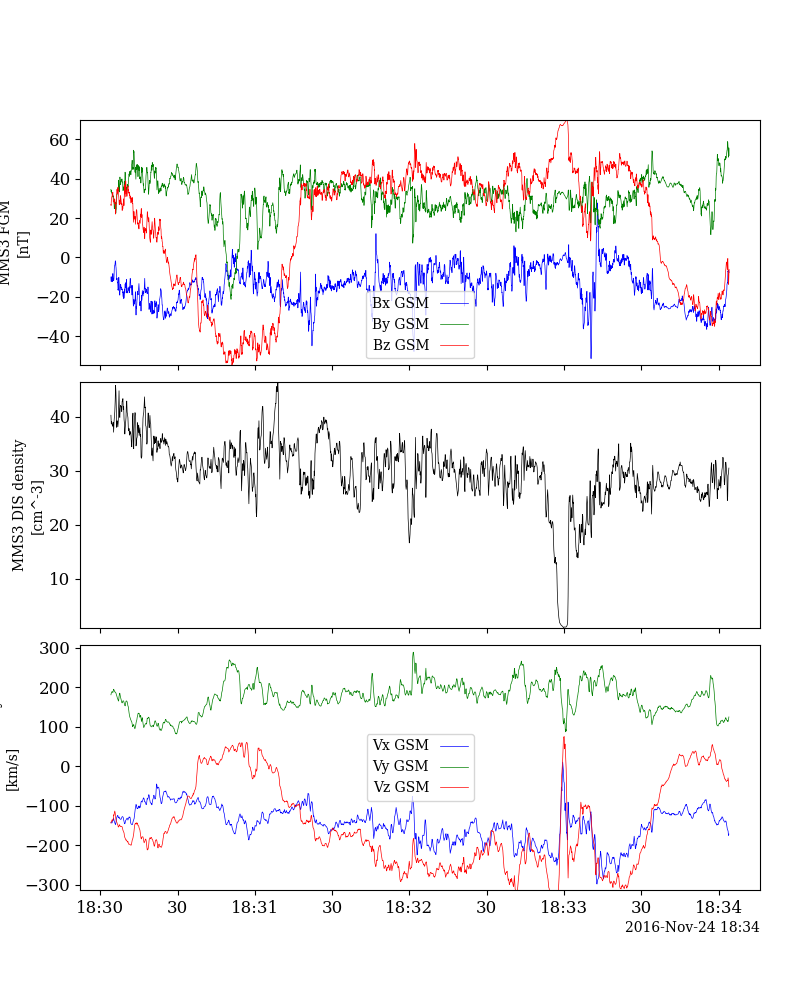 60
40
20
0
−20
−40
MMS3 FGM
[nT]
Bx GSM
By GSM
Bz GSM
40
30
20
10
MMS3 DIS density
[cm^-3]
300
200
100
0
−100
−200
−300
[km/s]
Vx GSM
Vy GSM
Vz GSM
18:30 30 18:31 30 18:32 30 18:33 30 18:34
2016-Nov-24 18:34